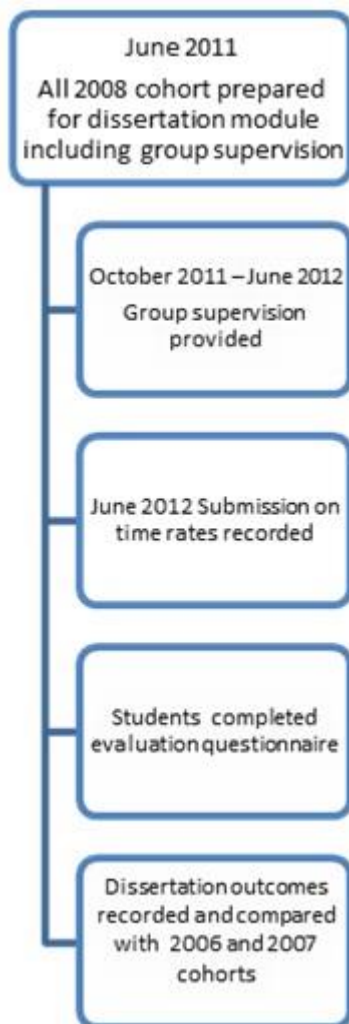 June 2011
All 2008 cohort prepared
for dissertation module
including group supervision
October 2011 – June 2012
Group supervision
provided
June 2012 Submission on
time rates recorded
Students completed
evaluation questionnaire
Dissertation outcomes
recorded and compared
with 2006 and 2007
cohorts